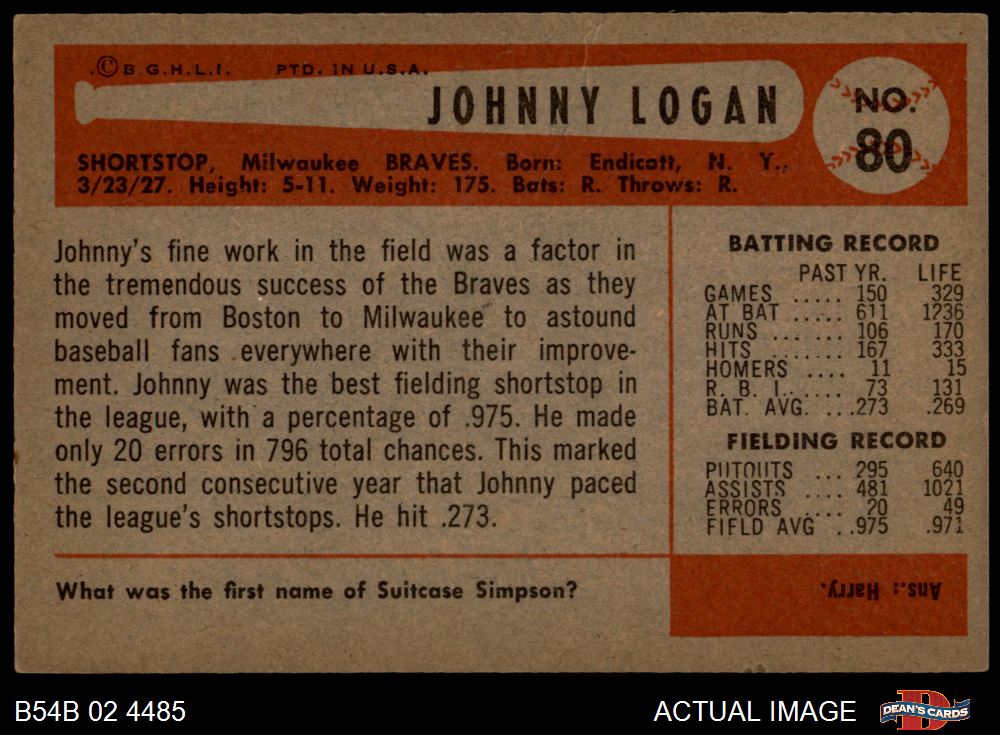 .©B.G.H.L.I. PTD. IN U.S.A.
JOHNNY LOGAN
NO.
80
SHORTSTOP, Milwaukee BRAVES. Born: Endicott, N. Y.,
3/23/27. Height: 5-11. Weight: 175. Bats: R. Throws: R.
Johnny's fine work in the field was a factor in
the tremendous success of the Braves as they
moved from Boston to Milwaukee to astound
baseball fans everywhere with their improve-
ment. Johnny was the best fielding shortstop in
the league, with a percentage of .975. He made
only 20 errors in 796 total chances. This marked
the second consecutive year that Johnny paced
the league's shortstops. He hit .273.
BATTING RECORD
PAST YR. LIFE
GAMES ..... 150 329
AT BAT ..... 611 1236
RUNS ... .... 106 170
HITS ........ 167 333
HOMERS .... 11 15
R. B. I. ..... 73 131
BAT. AVG. ...273 .269
FIELDING RECORD
PUTOUTS ... 295 640
ASSISTS .... 481 1021
ERRORS .... 20 49
FIELD AVG . .975 .971
What was the first name of Suitcase Simpson?
Ans.: Harry.
B54B 02 4485
ACTUAL IMAGE
D
DEAN'S CARDS